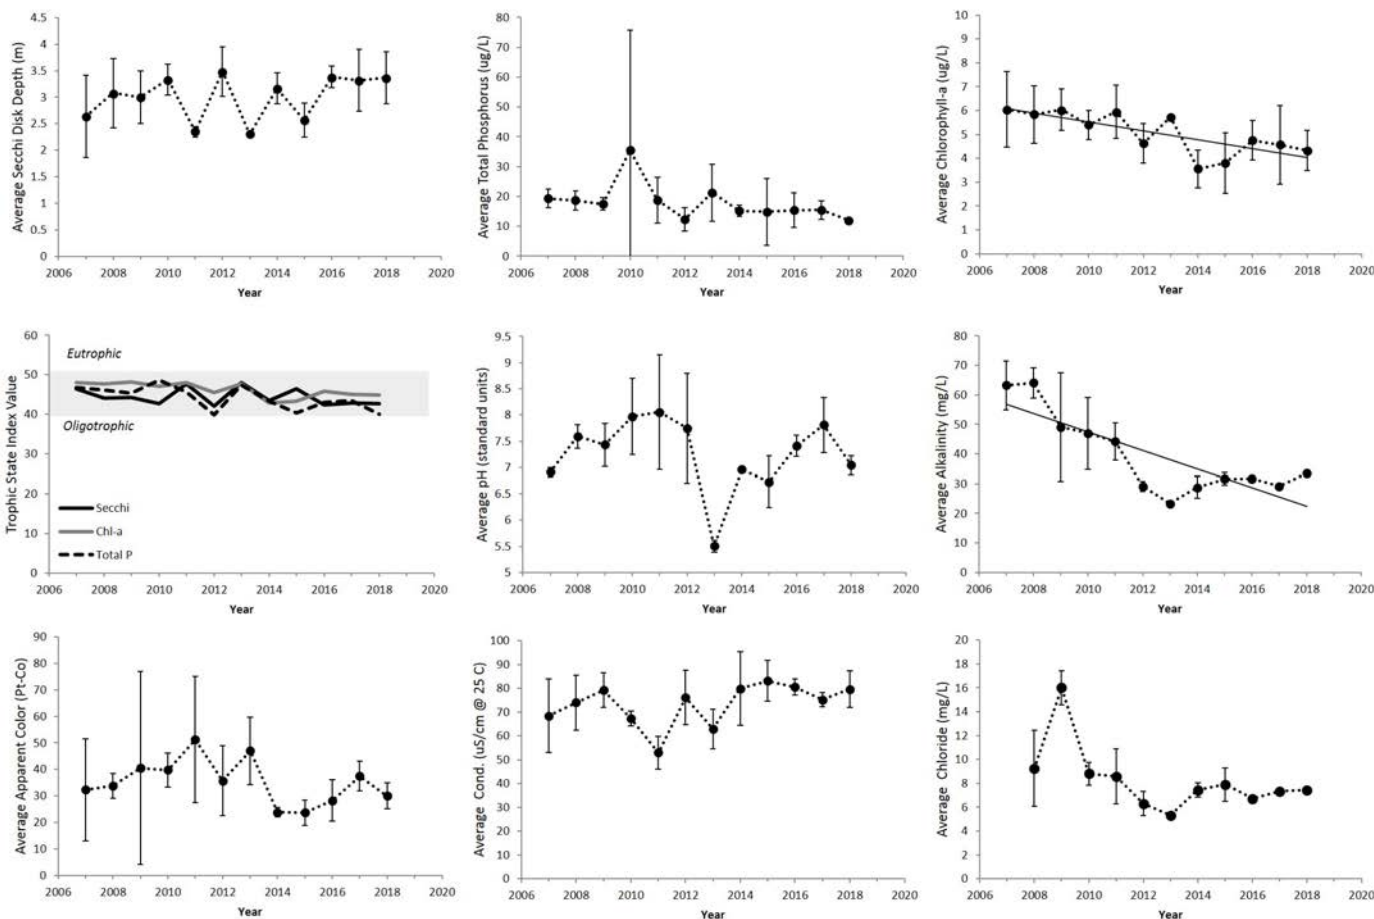 Average Secchi Disk Depth (m)
4.5
4
3.5
3
2.5
2
1.5
1
0.5
0
2006 2008 2010 2012 2014 2016 2018 2020
Year
Average Total Phosphorus (ug/L)
80
70
60
50
40
30
20
10
0
2006 2008 2010 2012 2014 2016 2018 2020
Year
Average Chlorophyll-a (ug/L)
10
9
8
7
6
5
4
3
2
1
0
2006 2008 2010 2012 2014 2016 2018 2020
Year
Trophic State Index Value
60
50
40
30
20
10
0
Eutrophic
Oligotrophic
Secchi
Chl-a
Total P
2006 2008 2010 2012 2014 2016 2018 2020
Year
Average pH (standard units)
9.5
9
8.5
8
7.5
7
6.5
6
5.5
5
2006 2008 2010 2012 2014 2016 2018 2020
Year
Average Alkalinity (mg/L)
80
70
60
50
40
30
20
10
0
2006 2008 2010 2012 2014 2016 2018 2020
Year
Average Apparent Color (Pt-Co)
90
80
70
60
50
40
30
20
10
0
2006 2008 2010 2012 2014 2016 2018 2020
Year
Average Cond. (uS/cm @ 25 C)
100
90
80
70
60
50
40
30
20
10
0
2006 2008 2010 2012 2014 2016 2018 2020
Year
Average Chloride (mg/L)
20
18
16
14
12
10
8
6
4
2
0
2006 2008 2010 2012 2014 2016 2018 2020
Year